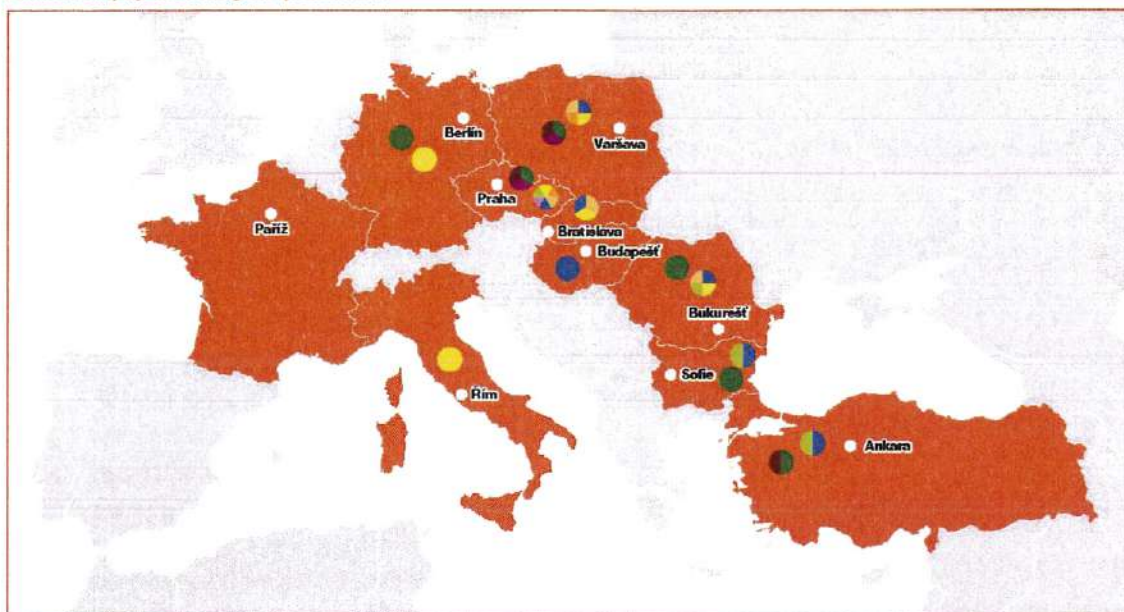 Berlín
Varšava
Praha
Paříž
Bratislava
Budapešť
Bukurešť
Sofie
Řím
Ankara